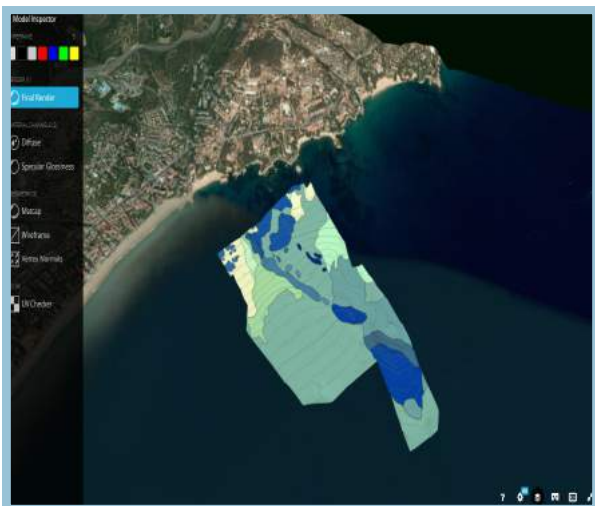 Model Inspector
Final Render
Diffuse
Specular Glossiness
Matcap
Wireframe
Vertex Normals
UV Checker
?